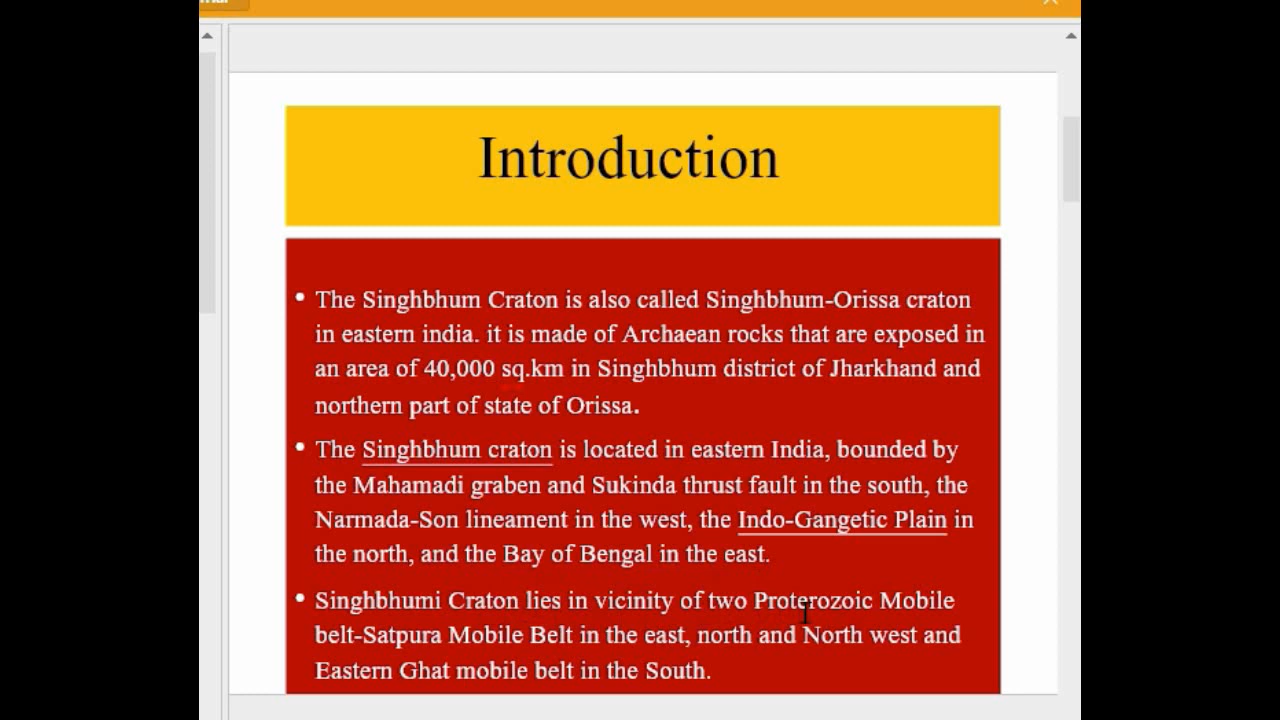 Introduction
• The Singhbhum Craton is also called Singhbhum-Orissa craton
in eastern india. it is made of Archaean rocks that are exposed in
an area of 40,000 sq.km in Singhbhum district of Jharkhand and
northern part of state of Orissa.
• The Singhbhum craton is located in eastern India, bounded by
the Mahamadi graben and Sukinda thrust fault in the south, the
Narmada-Son lineament in the west, the Indo-Gangetic Plain in
the north, and the Bay of Bengal in the east.
• Singhbhumi Craton lies in vicinity of two Proterozoic Mobile
belt-Satpura Mobile Belt in the east, north and North west and
Eastern Ghat mobile belt in the South.